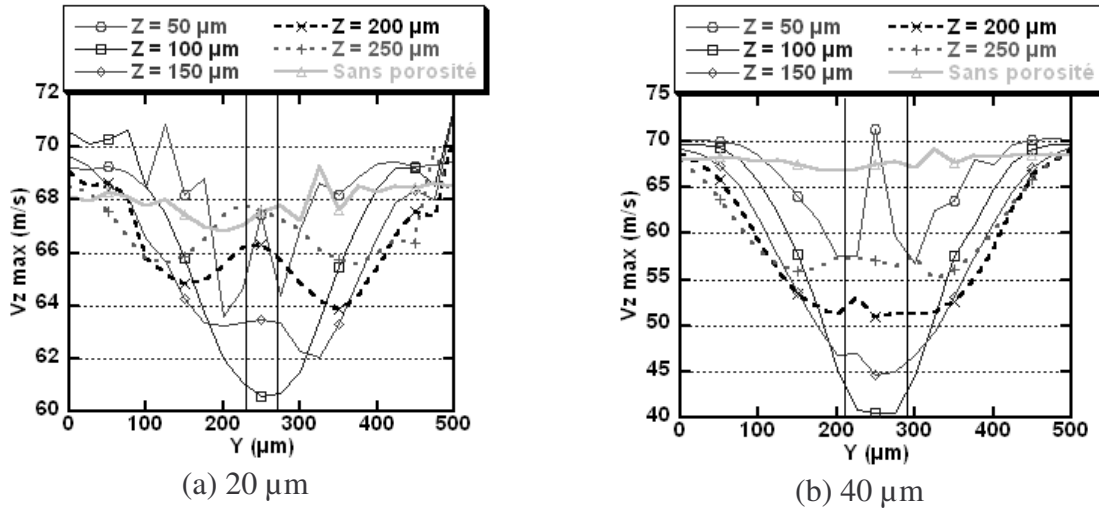 Z = 50 µm Z = 200 µm
Z = 100 µm Z = 250 µm
Z = 150 µm Sans porosité
72
70
68
66
64
62
60
Vz max (m/s)
0 100 200 300 400 500
Y (µm)
(a) 20 µm
Z = 50 µm Z = 200 µm
Z = 100 µm Z = 250 µm
Z = 150 µm Sans porosité
75
70
65
60
55
50
45
40
Vz max (m/s)
0 100 200 300 400 500
Y (µm)
(b) 40 µm